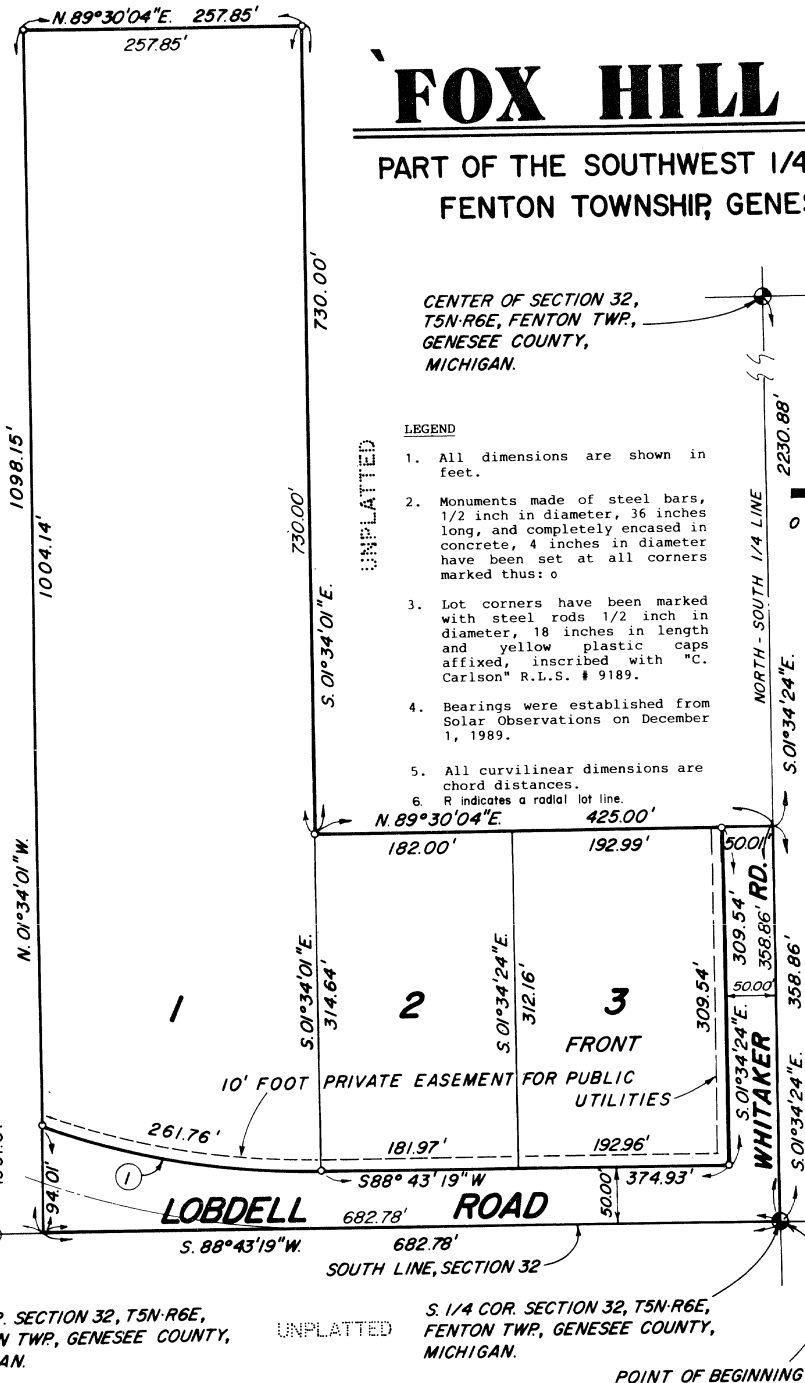 N. 89°30'04"E. 257.85'
257.85'
`FOX HILL
PART OF THE SOUTHWEST 1/4
FENTON TOWNSHIP, GENES
730.00'
CENTER OF SECTION 32,
T5N-R6E, FENTON TWP.,
GENESEE COUNTY,
MICHIGAN.
1098.15'
1004.14'
730.00'
UNPLATTED
LEGEND
1. All dimensions are shown in
feet.
2. Monuments made of steel bars,
1/2 inch in diameter, 36 inches
long, and completely encased in
concrete, 4 inches in diameter
have been set at all corners
marked thus: o
3. Lot corners have been marked
with steel rods 1/2 inch in
diameter, 18 inches in length
and yellow plastic caps
affixed, inscribed with "C.
Carlson" R.L.S. # 9189.
4. Bearings were established from
Solar Observations on December
1, 1989.
5. All curvilinear dimensions are
chord distances.
6. R indicates a radial lot line.
2230.88'
0
NORTH - SOUTH 1/4 LINE
S. 01°34'24"E.
S. 01°34'01"E.
N. 89°30'04"E. 425.00'
182.00' 192.99' 50.01'
N. 01°34'01"W.
S. 01°34'01"E.
314.64'
S. 01°34'24"E.
312.16'
309.54'
309.54'
358.86'
358.86'
50.00'
S. 01°34'24"E.
S. 01°34'24"E.
WHITAKER RD.
1 2 3
FRONT
10' FOOT PRIVATE EASEMENT FOR PUBLIC
UTILITIES
261.76' 181.97' 192.96'
1
S88° 43' 19" W 374.93'
94.01'
50.00'
LOBDELL ROAD
682.78'
S. 88°43'19"W. 682.78'
SOUTH LINE, SECTION 32
. SECTION 32, T5N-R6E,
N TWP., GENESEE COUNTY,
AN.
UNPLATTED
S. 1/4 COR. SECTION 32, T5N-R6E,
FENTON TWP., GENESEE COUNTY,
MICHIGAN.
POINT OF BEGINNING